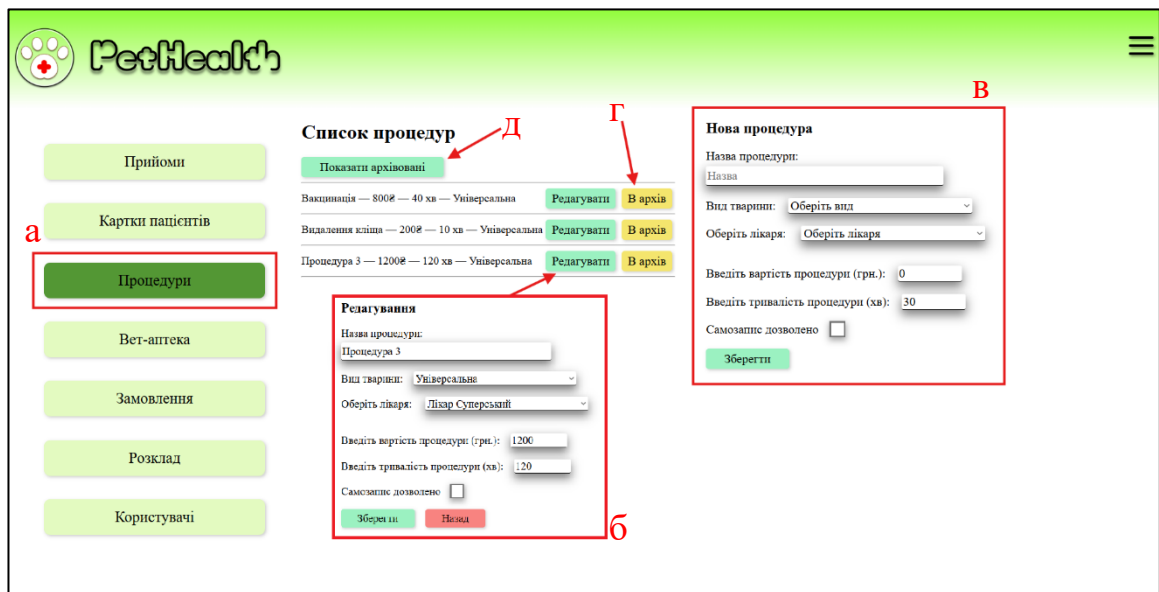 PetHealth
Прийоми
Картки пацієнтів
а
Процедури
Вет-аптека
Замовлення
Розклад
Користувачі
Список процедур
д
Показати архівовані
г
Вакцинація — 800₴ — 40 хв — Універсальна Редагувати В архів
Видалення кліща — 200₴ — 10 хв — Універсальна Редагувати В архів
Процедура 3 — 1200₴ — 120 хв — Універсальна Редагувати В архів
Редагування
Назва процедури:
Процедура 3
Вид тварини: Універсальна
Оберіть лікаря: Лікар Суперський
Введіть вартість процедури (грн.): 1200
Введіть тривалість процедури (хв): 120
Самозапис дозволено
Зберегти Назад
б
в
Нова процедура
Назва процедури:
Назва
Вид тварини: Оберіть вид
Оберіть лікаря: Оберіть лікаря
Введіть вартість процедури (грн.): 0
Введіть тривалість процедури (хв): 30
Самозапис дозволено
Зберегти